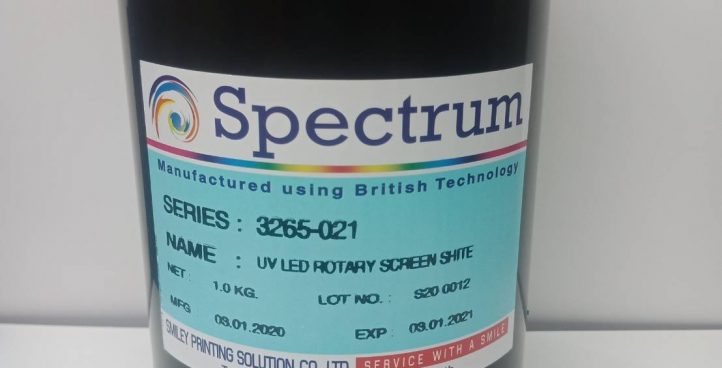 Spectrum
Manufactured using British Technology
SERIES : 3265-021
NAME : UV LED ROTARY SCREEN SHITE
NET : 1.0 KG. LOT NO. : S20 0012
MFG 03.01.2020 EXP : 03.01.2021
SMILEY PRINTING SOLUTION CO.,LTD. SERVICE WITH A SMILE